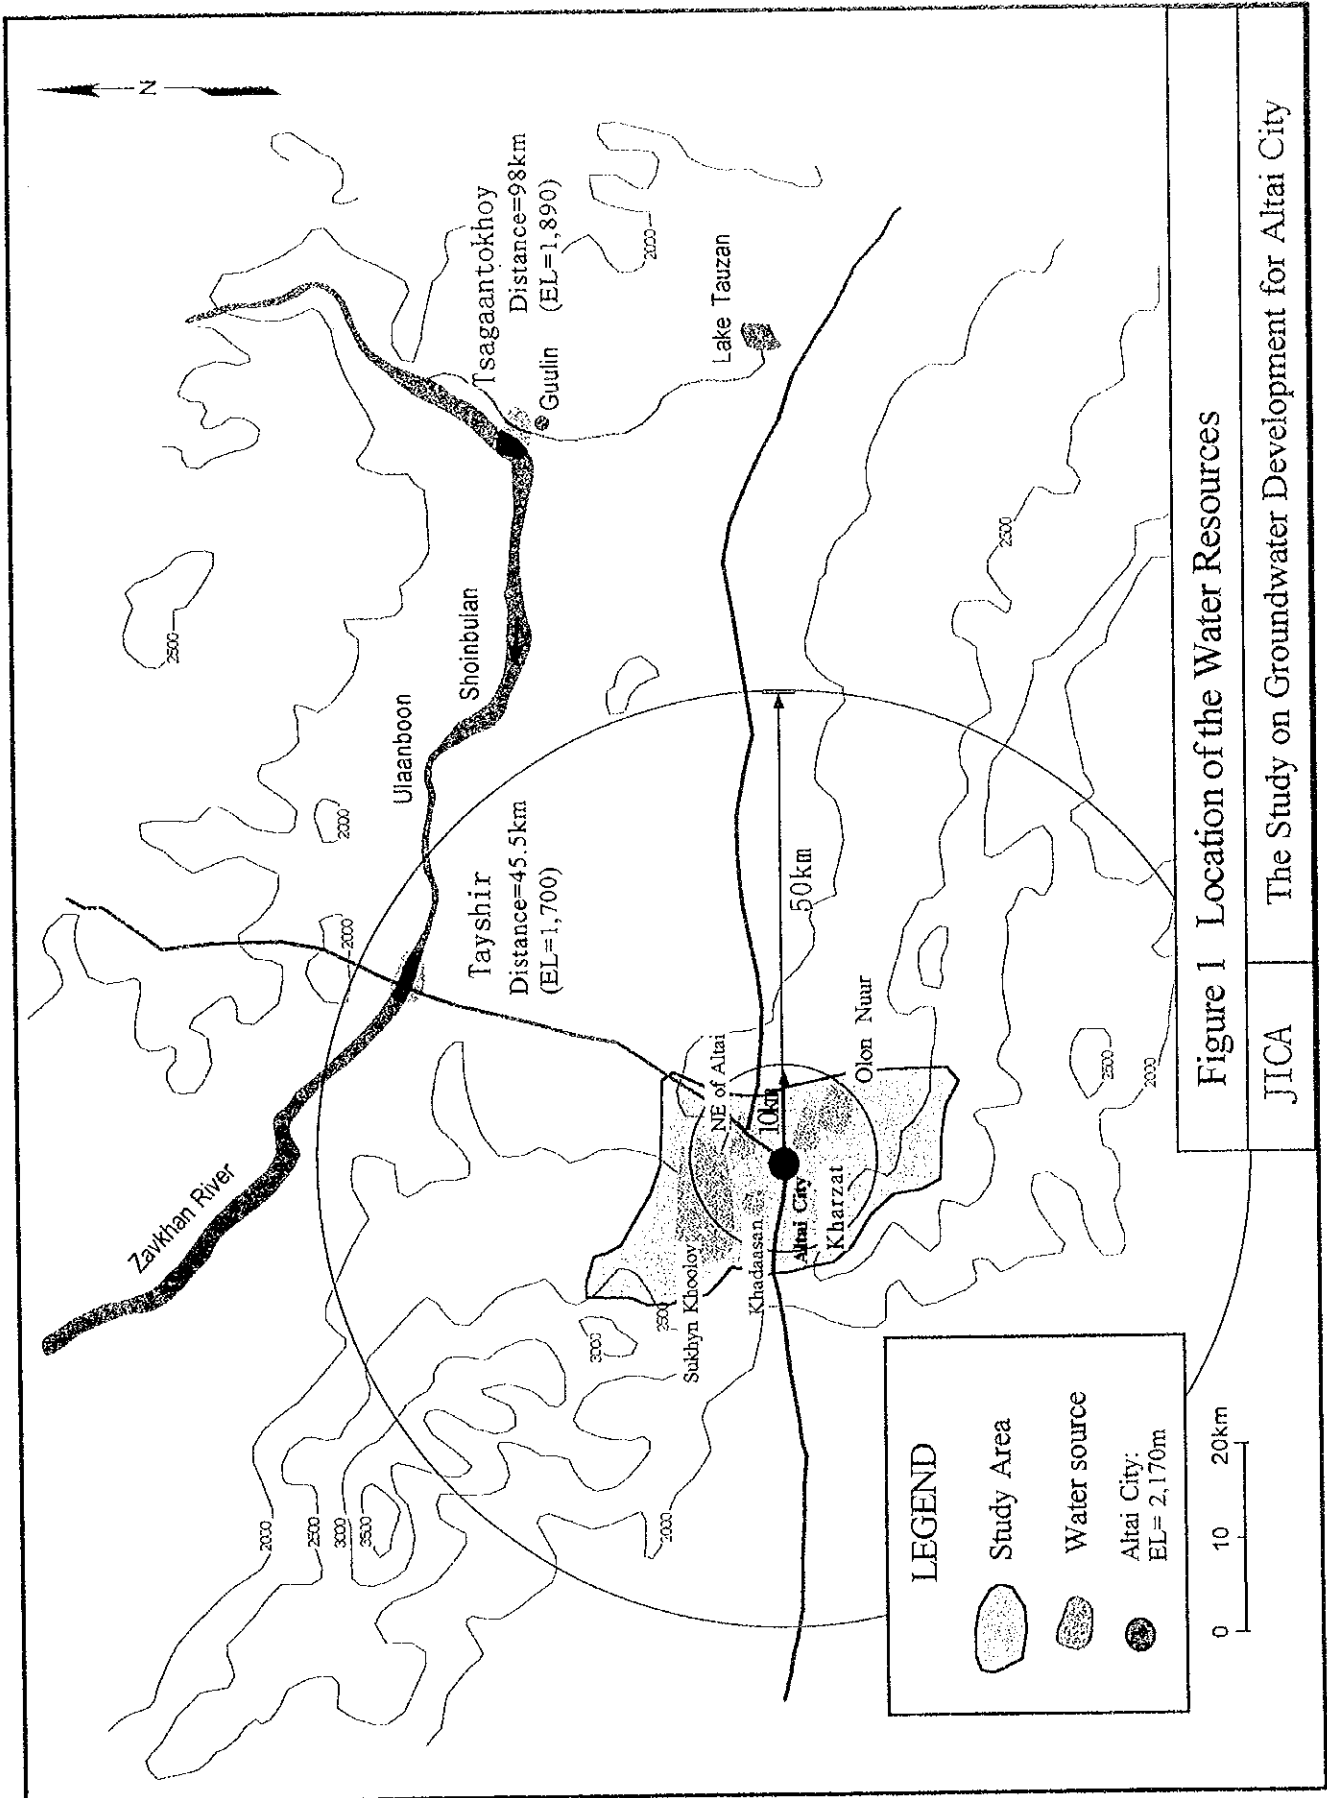 N
Zavkhan River
Ulaanboon
Shoinbulan
Tsagaantokhoy
Distance=98km
(EL=1,890)
Guulin
Lake Tauzan
Tayshir
Distance=45.5km
(EL=1,700)
50km
10km
NE of Altai
Olon Nuur
Sukhyn Khooloy
Khadaasan
Altai City
Kharzat
2000
2500
3000
3500
2000
2500
3000
2000
2000
2500
2000
2500
2500
2000
LEGEND
Study Area
Water source
Altai City:
EL= 2,170m
0 10 20km
Figure 1 Location of the Water Resources
JICA
The Study on Groundwater Development for Altai City